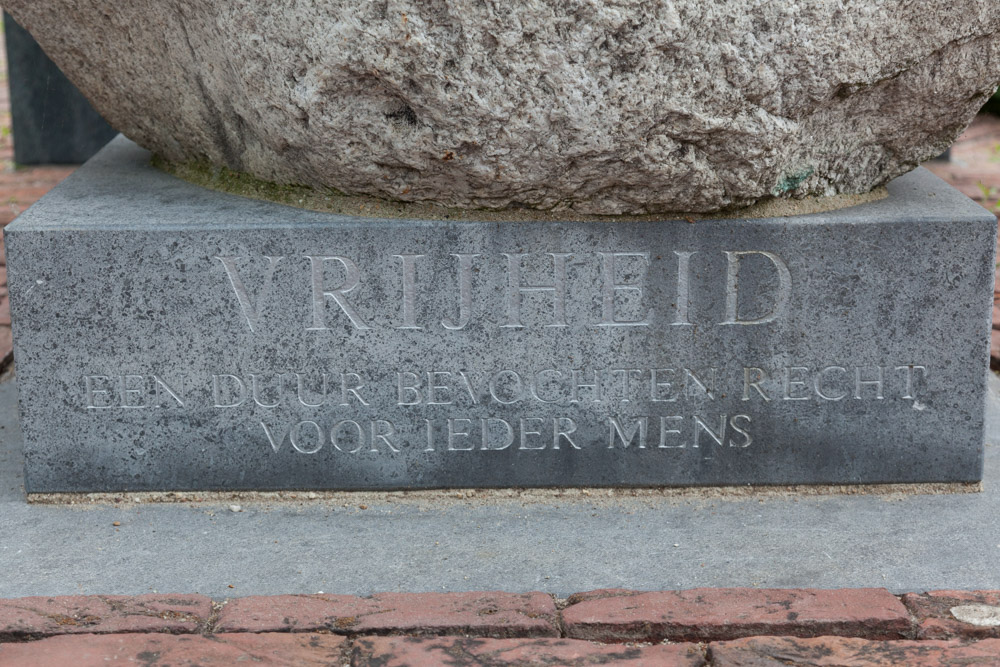 VRIJHEID
EEN DUUR BEVOCHTEN RECHT
VOOR IEDER MENS